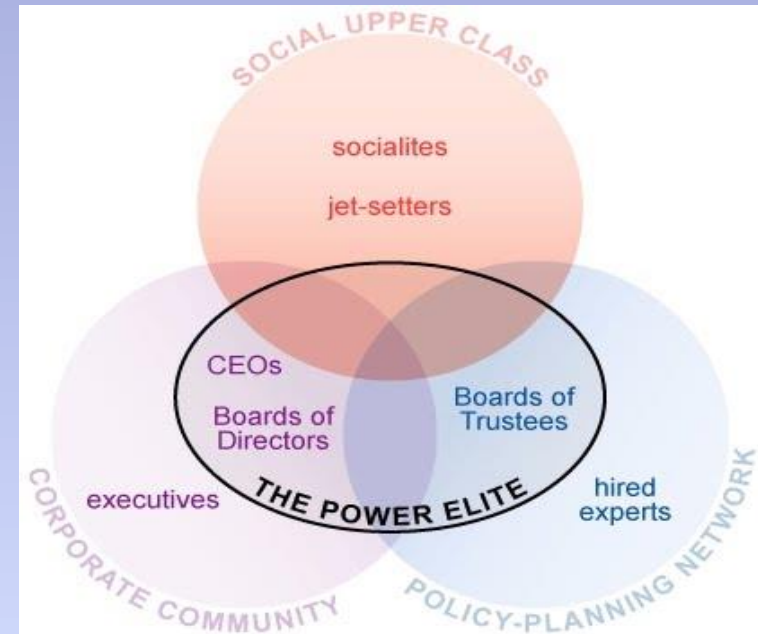 SOCIAL UPPER CLASS
socialites
jet-setters
CEOs
Boards of
Directors
Boards of
Trustees
executives
THE POWER ELITE
hired
experts
CORPORATE COMMUNITY
POLICY-PLANNING NETWORK